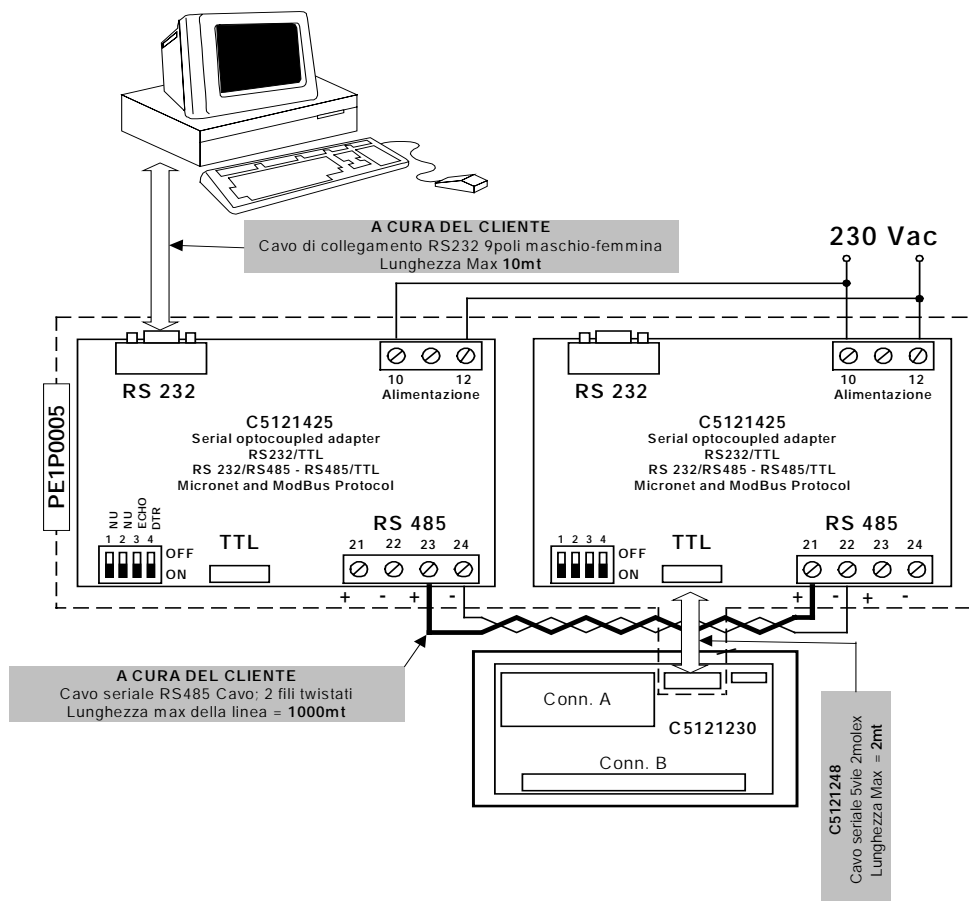 A CURA DEL CLIENTE
Cavo di collegamento RS232 9poli maschio-femmina
Lunghezza Max 10mt
230 Vac
PE1P0005
RS 232
10 12
Alimentazione
C5121425
Serial optocoupled adapter
RS232/TTL
RS 232/RS485 - RS485/TTL
Micronet and ModBus Protocol
NU
NU
ECHO
DTR
1 2 3 4
OFF
ON
TTL
RS 485
21 22 23 24
+ - + -
RS 232
10 12
Alimentazione
C5121425
Serial optocoupled adapter
RS232/TTL
RS 232/RS485 - RS485/TTL
Micronet and ModBus Protocol
1 2 3 4
OFF
ON
TTL
RS 485
21 22 23 24
+ - + -
A CURA DEL CLIENTE
Cavo seriale RS485 Cavo; 2 fili twistati
Lunghezza max della linea = 1000mt
Conn. A
C5121230
Conn. B
C5121248
Cavo seriale 5vie 2molex
Lunghezza Max = 2mt